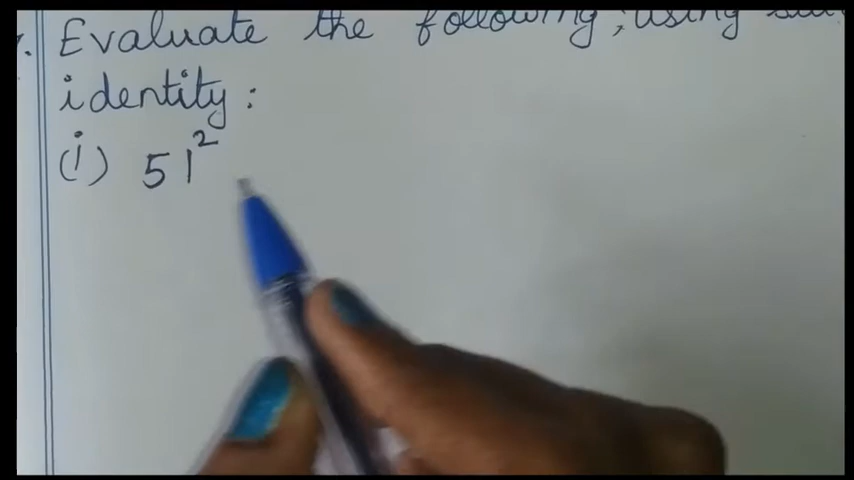 Evaluate the following, using
identity:
(i) 51²